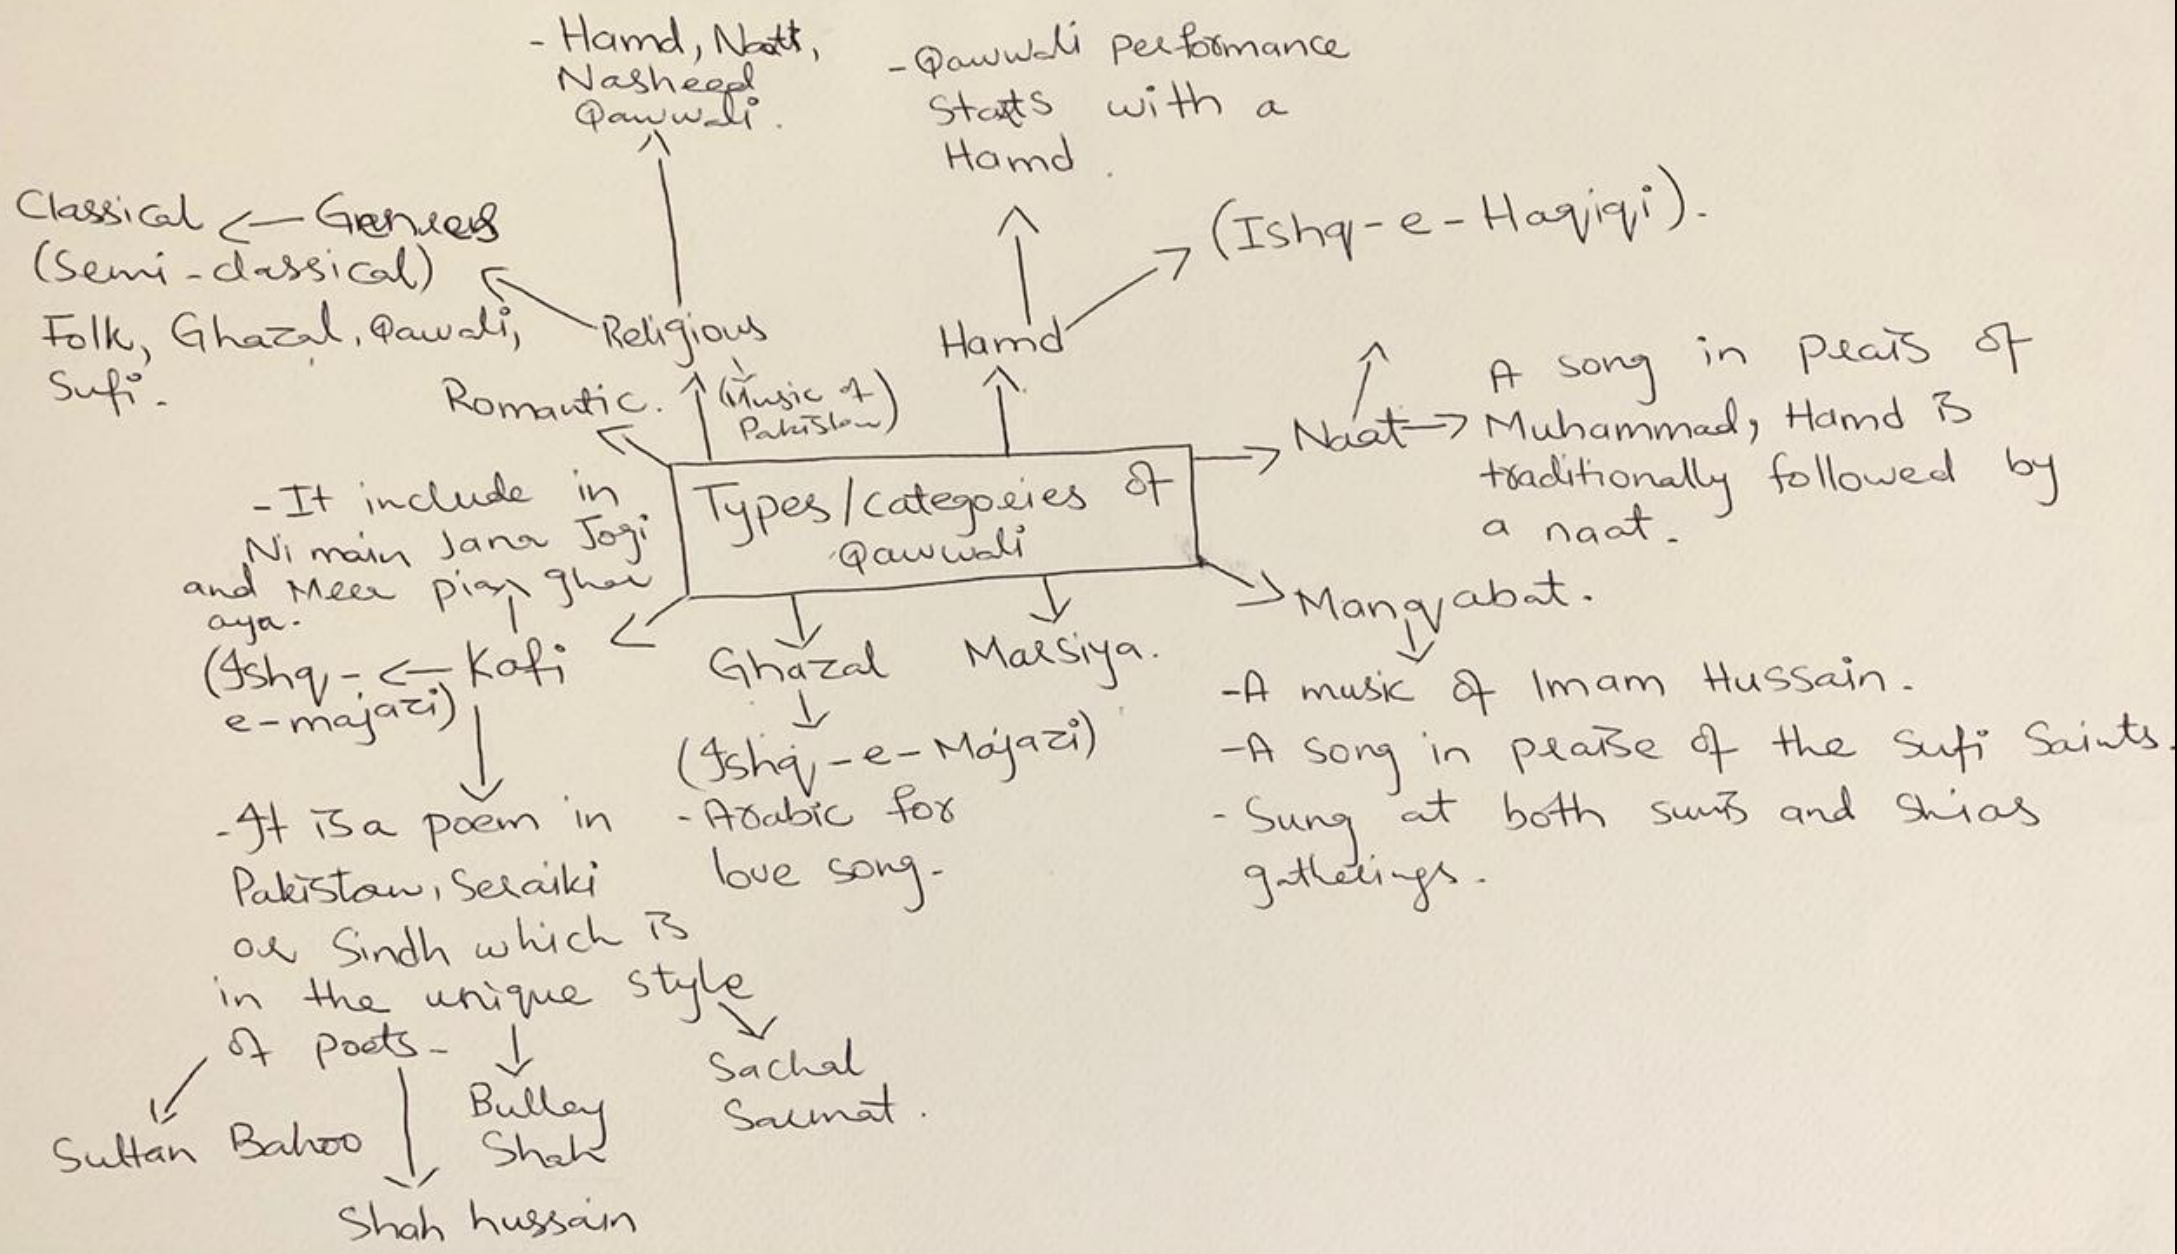 - Hamd, Naat,
Nasheed
Qawwali.
- Qawwali performance
starts with a
Hamd.
Classical ← Genres
(Semi-classical)
Folk, Ghazal, Qawali,
Sufi.
Religious
(Music of
Pakistan)
Romantic.
Hamd
(Ishq-e-Haqiqi).
Naat → A song in prais of
Muhammad, Hamd is
traditionally followed by
a naat.
Types/categories of
Qawwali
- It include in
Ni main Jana Jogi
and Meer piay ghar
aya.
(Ishq- ← Kafi
e-majazi)
Ghazal
Marsiya.
Manqabat.
- A music of Imam Hussain.
- A song in praise of the Sufi Saints.
- Sung at both sunis and shias
gatherings.
(Ishq-e-Majazi)
- Arabic for
love song.
- It is a poem in
Pakistan, Seraiki
or Sindh which is
in the unique style
of poets-
Sultan Bahoo
Shah hussain
Bulley
Shah
Sachal
Sarmat.